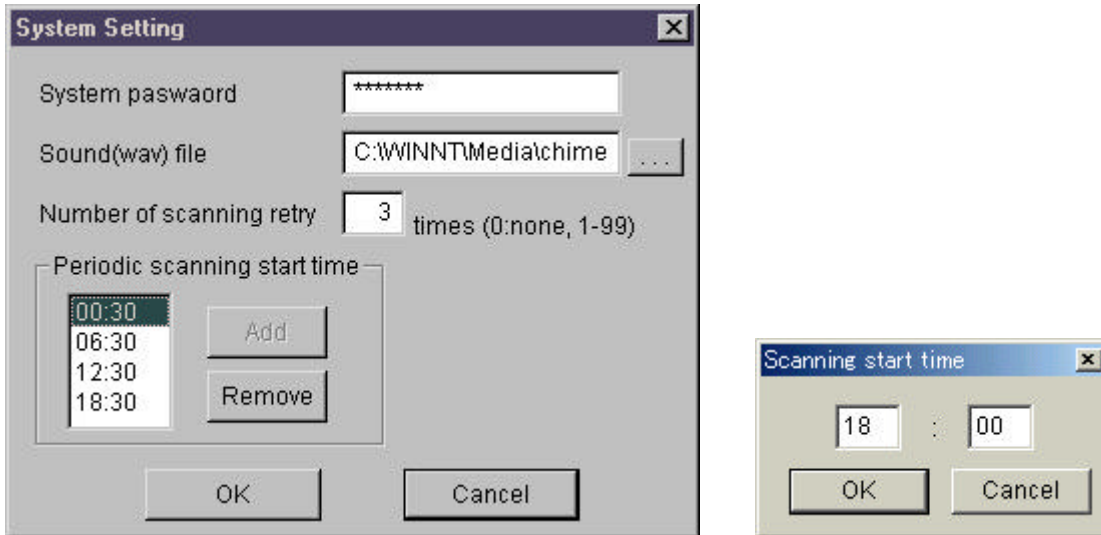 System Setting
System paswaord
*******
Sound(wav) file
C:\WINNT\Media\chime
...
Number of scanning retry
3
times (0:none, 1-99)
Periodic scanning start time
00:30
06:30
12:30
18:30
Add
Remove
OK
Cancel
Scanning start time
18 : 00
OK
Cancel